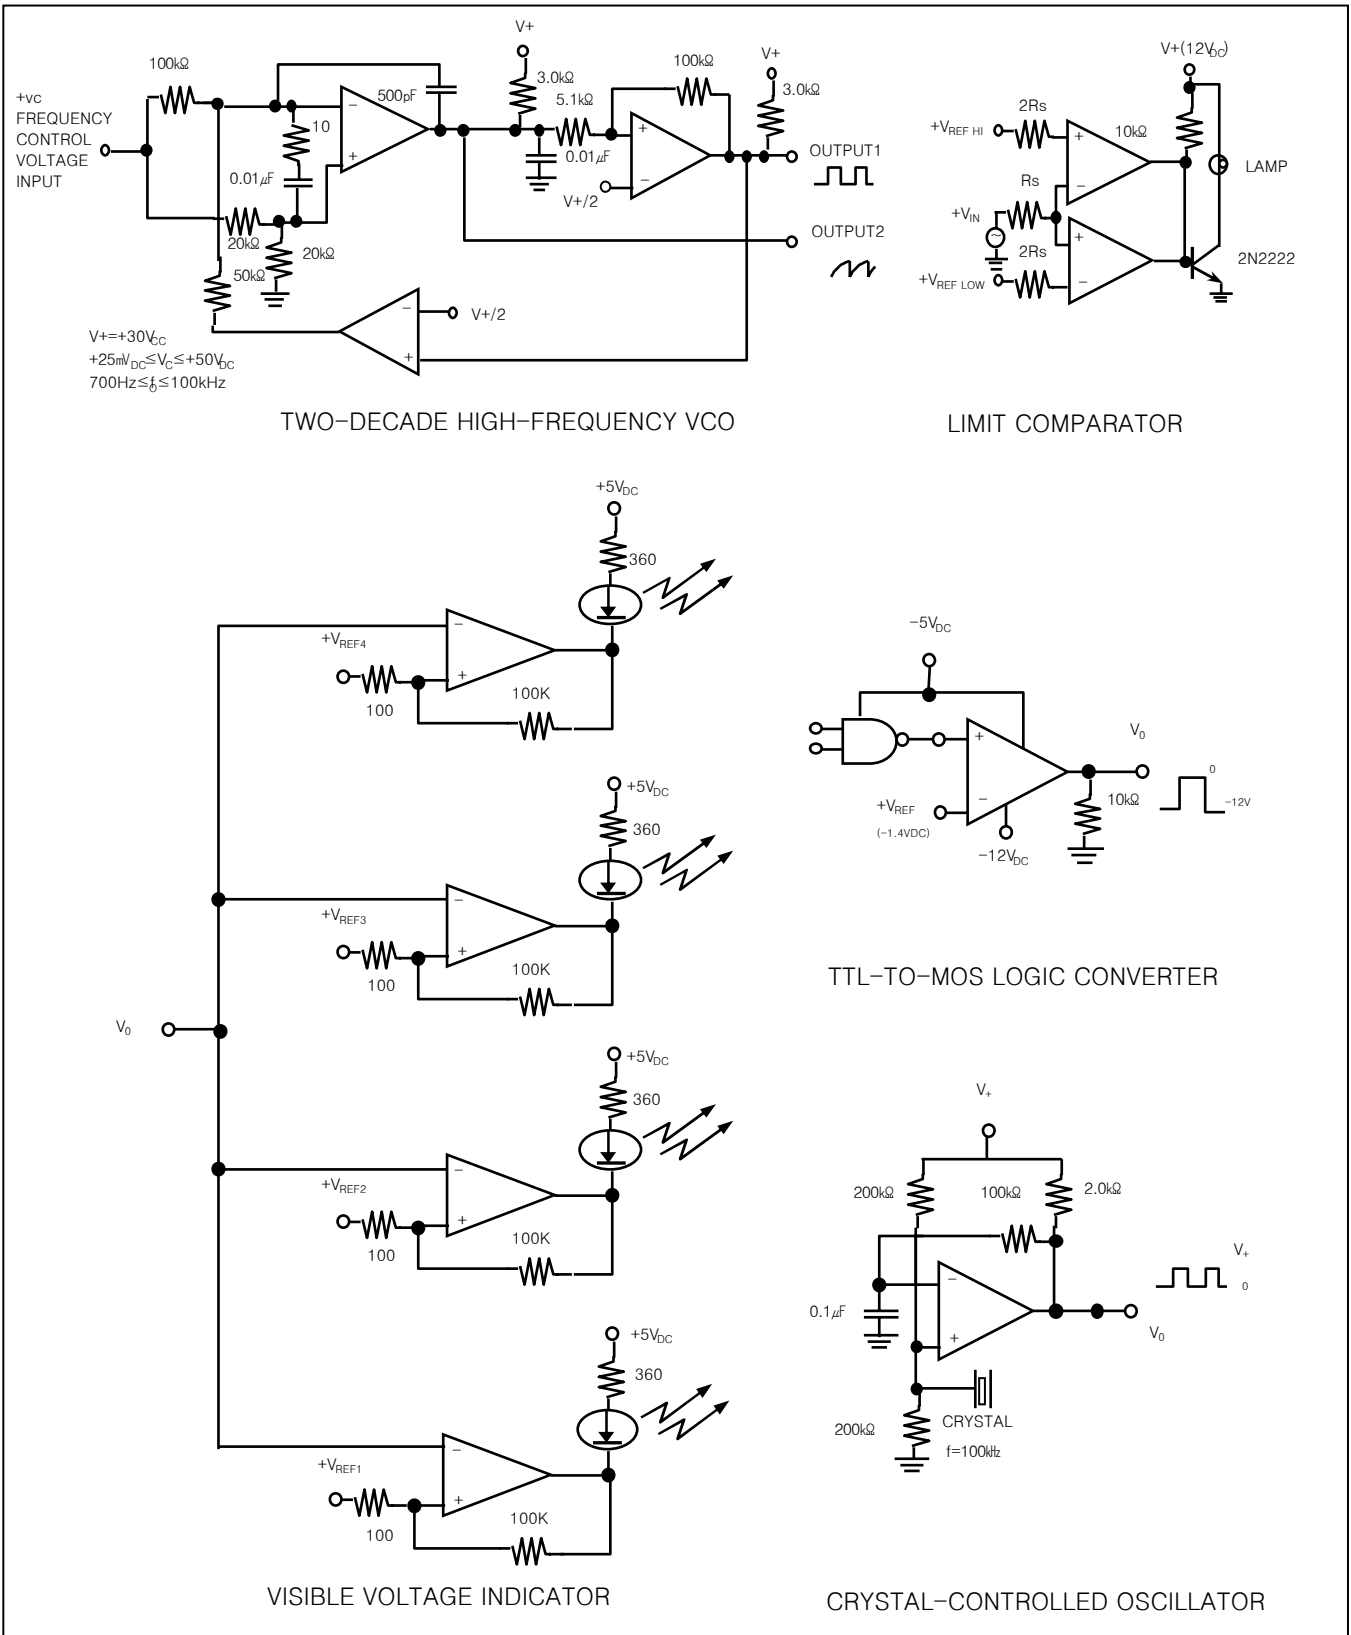 V+
V+
100kΩ
3.0kΩ
100kΩ
3.0kΩ
+vc
FREQUENCY
CONTROL
VOLTAGE
INPUT
500pF
5.1kΩ
10
−
+
+
−
0.01µF
0.01µF
V+/2
OUTPUT1
20kΩ
20kΩ
50kΩ
OUTPUT2
−
+
V+/2
V+=+30VCC
+25mVDC≤VC≤+50VDC
700Hz≤fO≤100kHz
TWO−DECADE HIGH−FREQUENCY VCO
V+(12VDC)
2Rs
+VREF HI
10kΩ
+
−
LAMP
Rs
+VIN
~
+
−
2Rs
2N2222
+VREF LOW
LIMIT COMPARATOR
+5VDC
360
−
+
+VREF4
100
100K
+5VDC
360
−
+
+VREF3
100
100K
V0
+5VDC
360
−
+
+VREF2
100
100K
+5VDC
360
−
+
+VREF1
100
100K
VISIBLE VOLTAGE INDICATOR
−5VDC
+
−
V0
+VREF
(−1.4VDC)
10kΩ
0
−12V
−12VDC
TTL−TO−MOS LOGIC CONVERTER
V+
200kΩ
100kΩ
2.0kΩ
−
+
0.1µF
V+
0
V0
200kΩ
CRYSTAL
f=100kHz
CRYSTAL−CONTROLLED OSCILLATOR